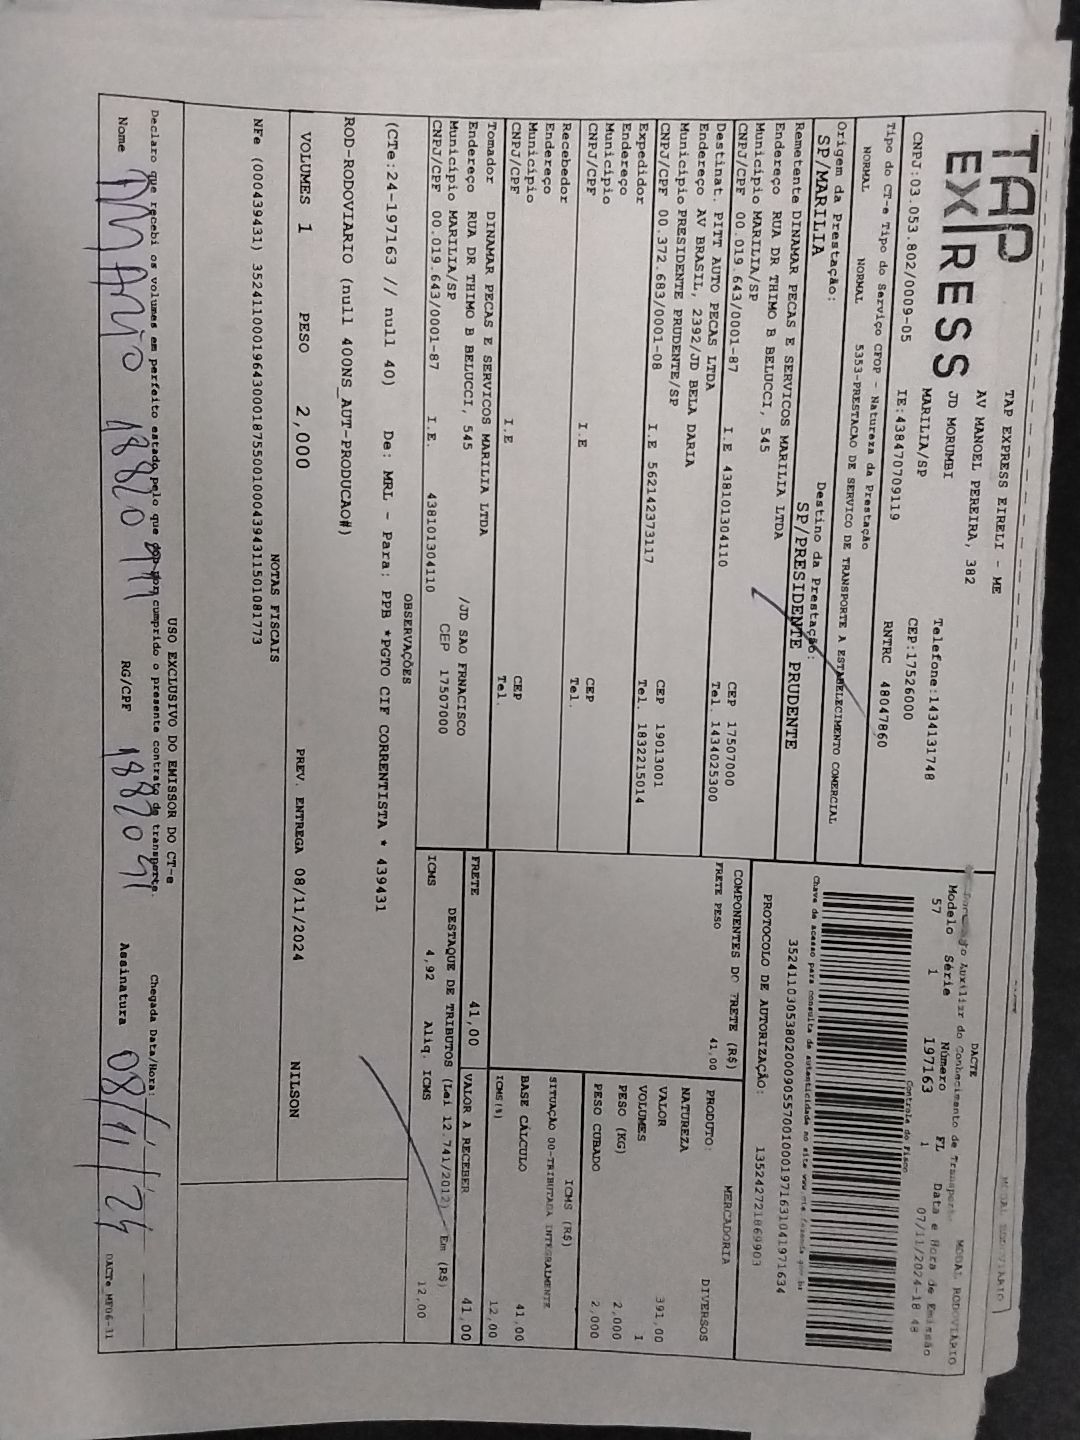 TAP
EXPRESS
TAP EXPRESS EIRELI - ME
AV MANOEL PEREIRA, 382
JD MORUMBI
MARILIA/SP
Telefone:1434131748
CEP:17526000
CNPJ:03.053.802/0009-05 IE:438470709119 RNTRC 48047860
Tipo do CT-e Tipo do Serviço CFOP - Natureza da Prestação
NORMAL NORMAL 5353-PRESTACAO DE SERVICO DE TRANSPORTE A ESTABELECIMENTO COMERCIAL
Origem da Prestação: Destino da Prestação:
SP/MARILIA SP/PRESIDENTE PRUDENTE
Remetente DINAMAR PECAS E SERVICOS MARILIA LTDA
Endereço RUA DR THIMO B BELUCCI, 545
Município MARILIA/SP CEP 17507000
CNPJ/CPF 00.019.643/0001-87 I.E 438101304110 Tel. 1434025300
Destinat. PITT AUTO PECAS LTDA
Endereço AV BRASIL, 2392/JD BELA DARIA
Município PRESIDENTE PRUDENTE/SP CEP 19013001
CNPJ/CPF 00.372.683/0001-08 I.E 562142373117 Tel. 1832215014
Expedidor
Endereço
Município CEP
CNPJ/CPF I.E Tel.
Recebedor
Endereço
Município CEP
CNPJ/CPF I.E Tel.
Tomador DINAMAR PECAS E SERVICOS MARILIA LTDA
Endereço RUA DR THIMO B BELUCCI, 545 /JD SAO FRNACISCO
Município MARILIA/SP CEP 17507000
CNPJ/CPF 00.019.643/0001-87 I.E. 438101304110
DACTE
Documento Auxiliar do Conhecimento de Transporte MODAL RODOVIARIO
Modelo Série Número FL Data e Hora de Emissão
57 1 197163 1 07/11/2024-18 48
Controle do Fisco
Chave de acesso para consulta da autenticidade no site www.cte.fazenda.gov.br
35241103053802000905570010001971631041971634
PROTOCOLO DE AUTORIZAÇÃO: 135242721869903
COMPONENTES DO FRETE (R$)
FRETE PESO 41,00
MERCADORIA
PRODUTO: DIVERSOS
NATUREZA
VALOR 391,00
VOLUMES 1
PESO (KG) 2,000
PESO CUBADO 2,000
ICMS (R$)
SITUAÇÃO 00-TRIBUTADA INTEGRALMENTE
BASE CÁLCULO 41,00
ICMS(%) 12,00
FRETE 41,00 VALOR A RECEBER 41,00
DESTAQUE DE TRIBUTOS (Lei 12.741/2012) - Em (R$)
ICMS 4,92 Aliq. ICMS 12,00
OBSERVAÇÕES
(CTe:24-197163 // null 40) De: MRL - Para: PPB *PGTO CIF CORRENTISTA * 439431
ROD-RODOVIARIO (null 400NS_AUT-PRODUCAO#)
VOLUMES 1 PESO 2,000 PREV. ENTREGA 08/11/2024 NILSON
NOTAS FISCAIS
NFe (000439431) 35241100019643000187550010004394311501081773
USO EXCLUSIVO DO EMISSOR DO CT-e
Declaro que recebi os volumes em perfeito estado pelo que dou por cumprido o presente contrato de transporte. Chegada Data/Hora:
Nome RG/CPF Assinatura 08/11/24
DACTe MF06-31